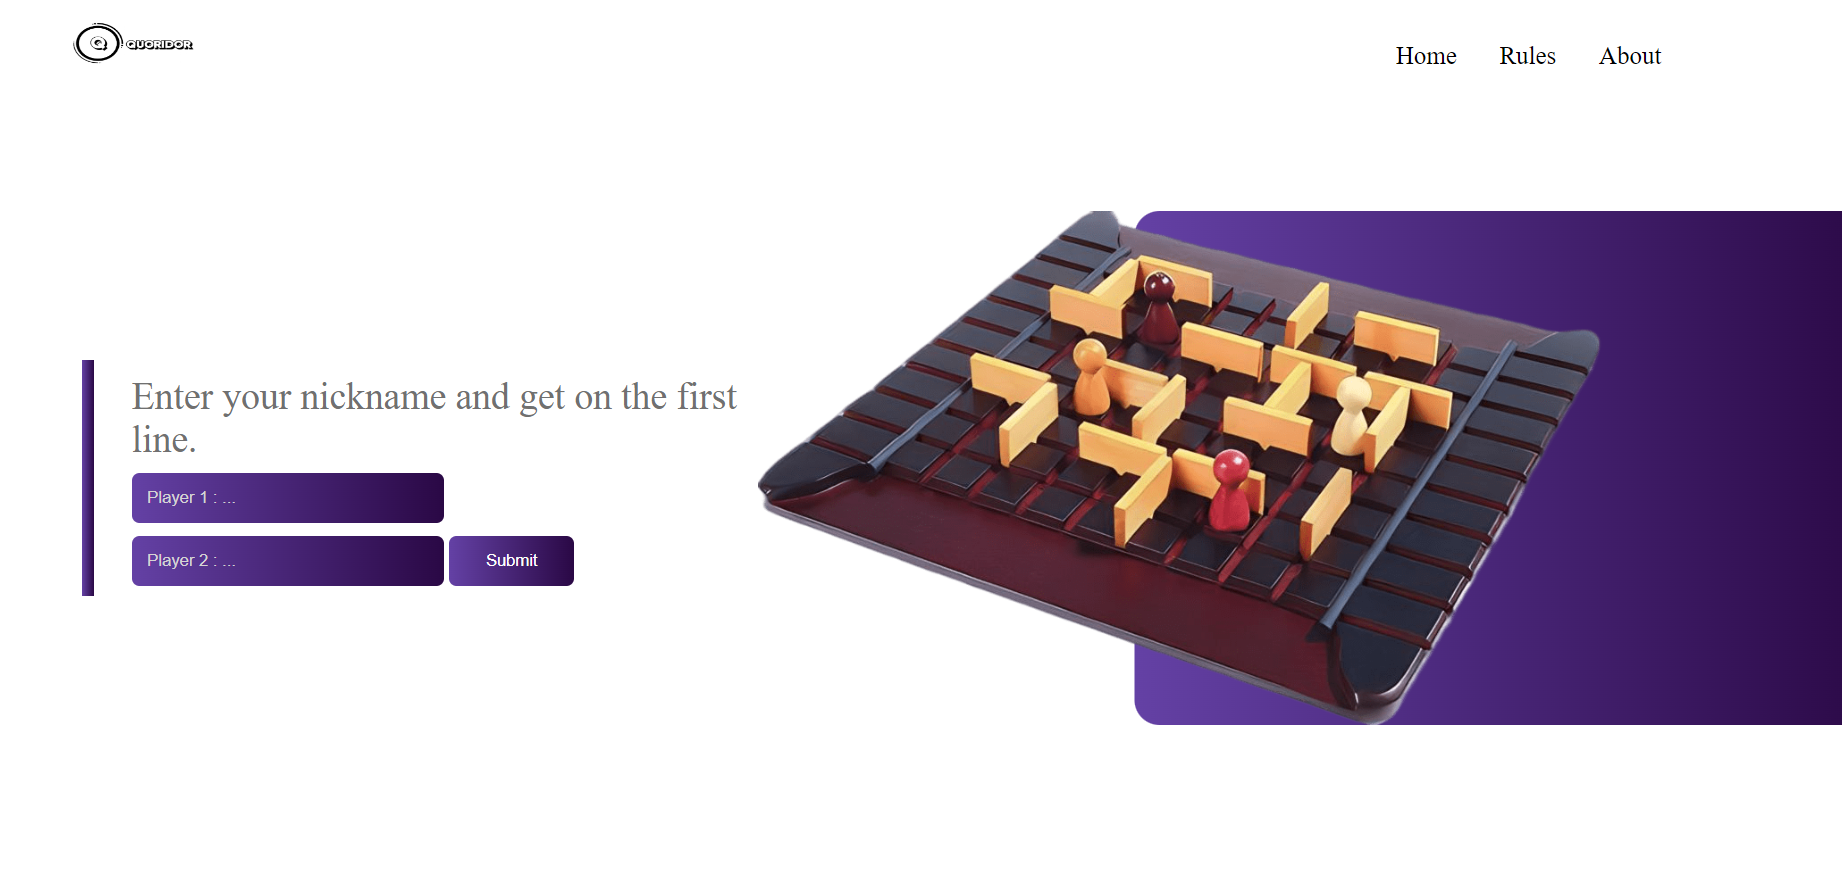 Q QUORIDOR
Home Rules About
Enter your nickname and get on the first
line.
Player 1 : ...
Player 2 : ... Submit